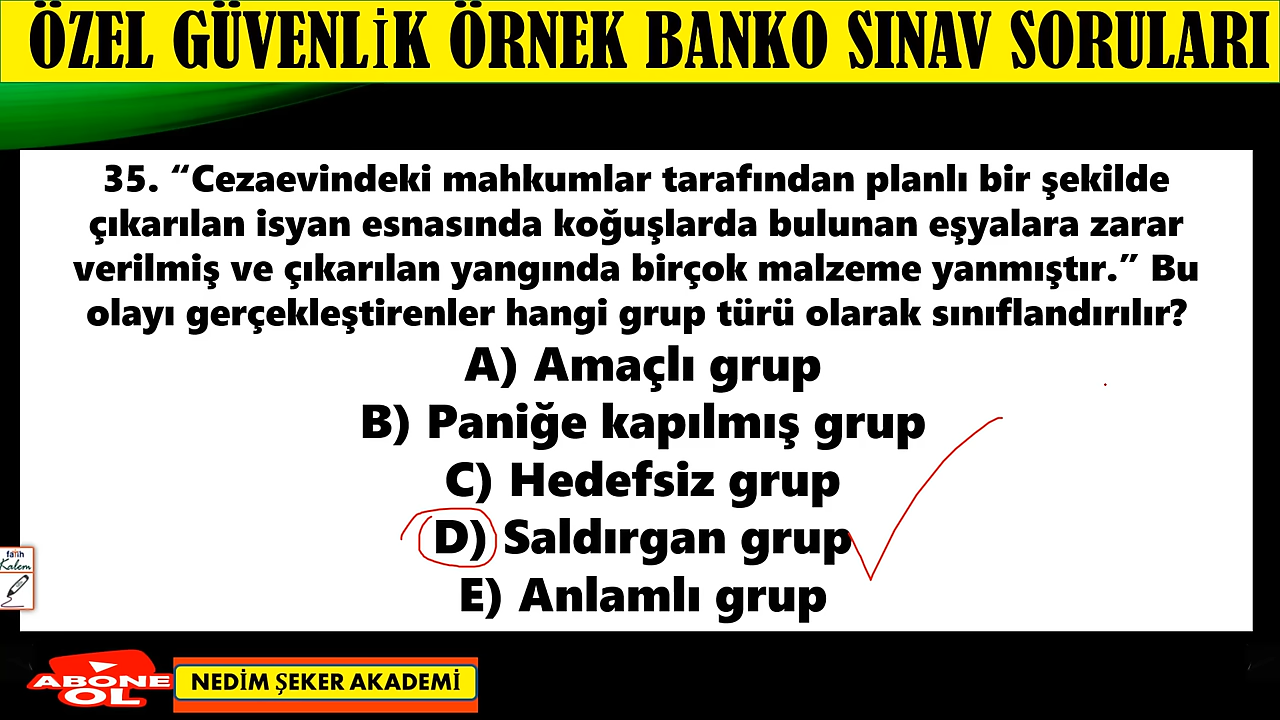 ÖZEL GÜVENLİK ÖRNEK BANKO SINAV SORULARI
35. “Cezaevindeki mahkumlar tarafından planlı bir şekilde
çıkarılan isyan esnasında koğuşlarda bulunan eşyalara zarar
verilmiş ve çıkarılan yangında birçok malzeme yanmıştır.” Bu
olayı gerçekleştirenler hangi grup türü olarak sınıflandırılır?
A) Amaçlı grup
B) Paniğe kapılmış grup
C) Hedefsiz grup
D) Saldırgan grup
E) Anlamlı grup
fatih
Kalem
ABONE
OL
NEDİM ŞEKER AKADEMİ